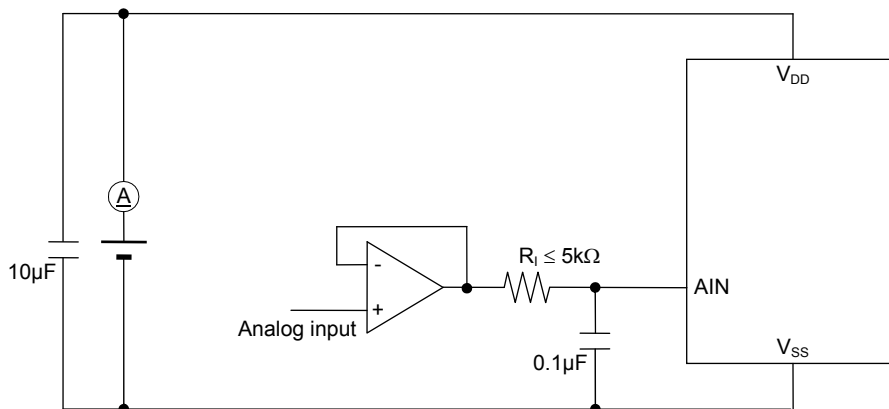 V_DD
A
R_I ≤ 5kΩ
-
10μF
AIN
+
Analog input
V_SS
0.1μF